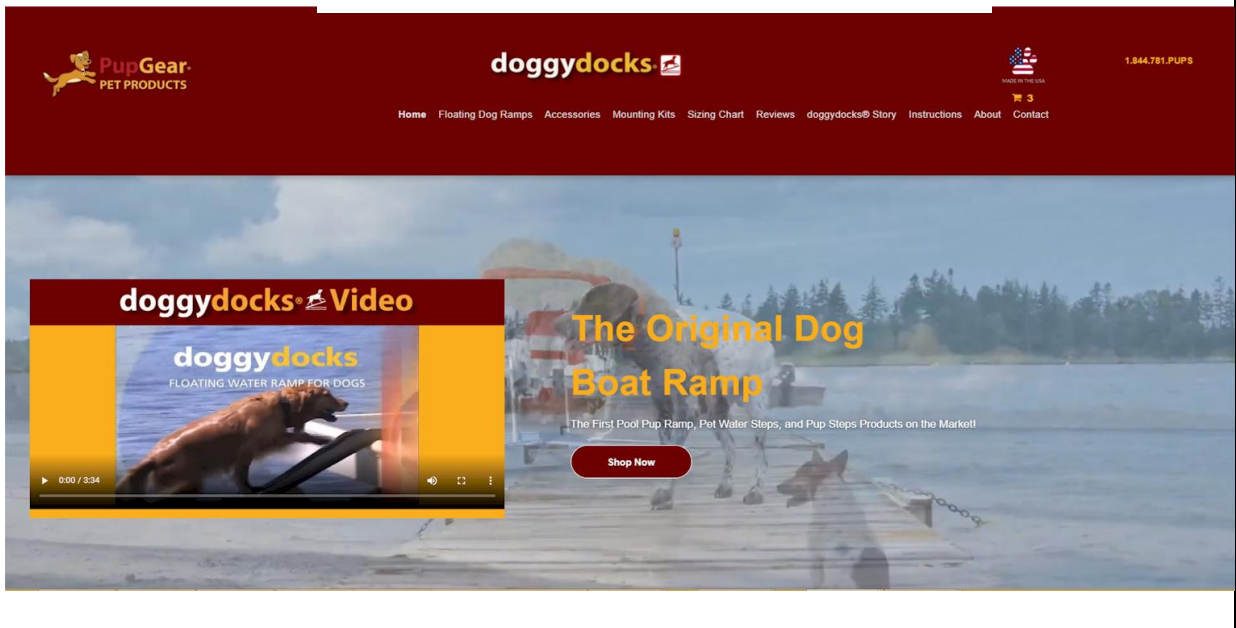 PupGear®
PET PRODUCTS
doggydocks®
MADE IN THE USA
1.844.781.PUPS
3
Home Floating Dog Ramps Accessories Mounting Kits Sizing Chart Reviews doggydocks® Story Instructions About Contact
doggydocks® Video
doggydocks
FLOATING WATER RAMP FOR DOGS
0:00 / 3:34
The Original Dog
Boat Ramp
The First Pool Pup Ramp, Pet Water Steps, and Pup Steps Products on the Market!
Shop Now